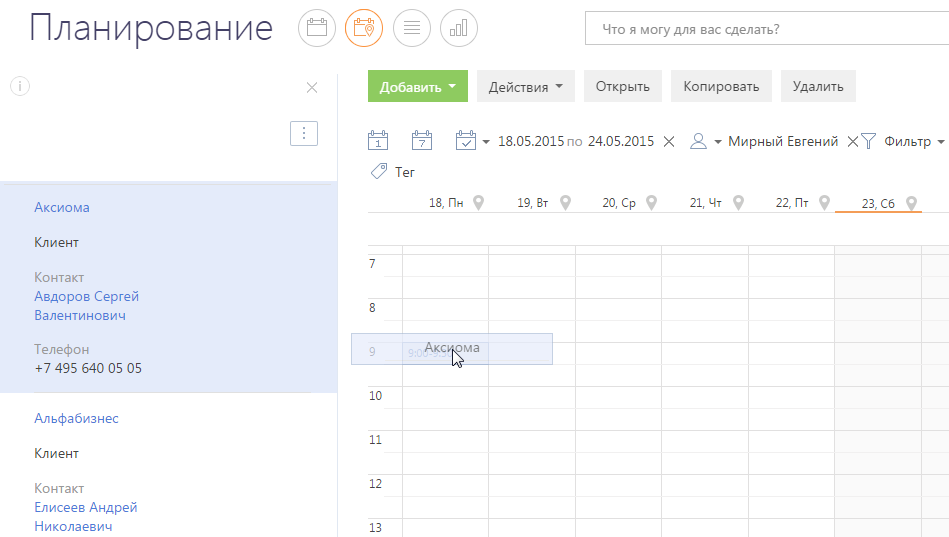 Планирование
Что я могу для вас сделать?
Добавить Действия Открыть Копировать Удалить
1 7 18.05.2015 по 24.05.2015 Мирный Евгений Фильтр
Тег
Аксиома
Клиент
Контакт
Авдоров Сергей
Валентинович
Телефон
+7 495 640 05 05
Альфабизнес
Клиент
Контакт
Елисеев Андрей
Николаевич
18, Пн 19, Вт 20, Ср 21, Чт 22, Пт 23, Сб
7
8
9 Аксиома
10
11
12
13